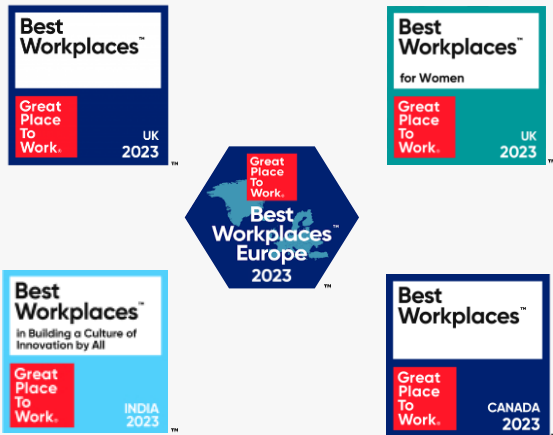 Best
Workplaces™
Great
Place
To
Work®
UK
2023
™
Best
Workplaces™
for Women
Great
Place
To
Work®
UK
2023
™
Great
Place
To
Work®
Best
Workplaces™
Europe
2023
™
Best
Workplaces™
in Building a Culture of
Innovation by All
Great
Place
To
Work®
INDIA
2023
™
Best
Workplaces™
Great
Place
To
Work®
CANADA
2023
™